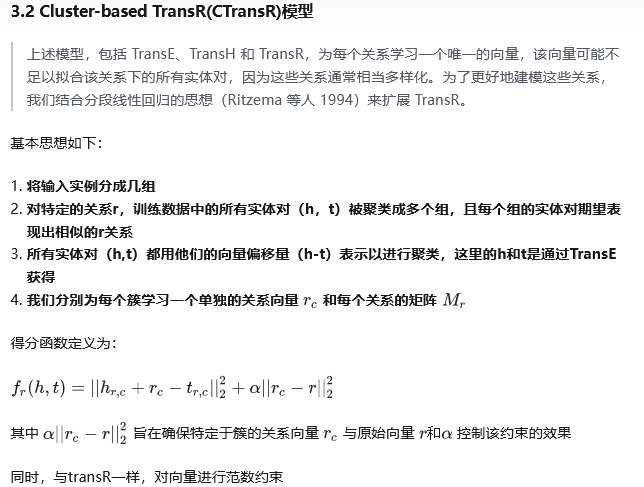 3.2 Cluster-based TransR(CTransR)模型
上述模型，包括 TransE、TransH 和 TransR，为每个关系学习一个唯一的向量，该向量可能不
足以拟合该关系下的所有实体对，因为这些关系通常相当多样化。为了更好地建模这些关系，
我们结合分段线性回归的思想（Ritzema 等人 1994）来扩展 TransR。
基本思想如下：
1. 将输入实例分成几组
2. 对特定的关系r，训练数据中的所有实体对（h，t）被聚类成多个组，且每个组的实体对期望表
现出相似的r关系
3. 所有实体对（h,t）都用他们的向量偏移量（h-t）表示以进行聚类，这里的h和t是通过TransE
获得
4. 我们分别为每个簇学习一个单独的关系向量 r_c 和每个关系的矩阵 M_r
得分函数定义为：
f_r(h, t) = ||h_{r,c} + r_c − t_{r,c}||_2^2 + α||r_c − r||_2^2
其中 α||r_c − r||_2^2 旨在确保特定于簇的关系向量 r_c 与原始向量 r和α 控制该约束的效果
同时，与transR一样，对向量进行范数约束